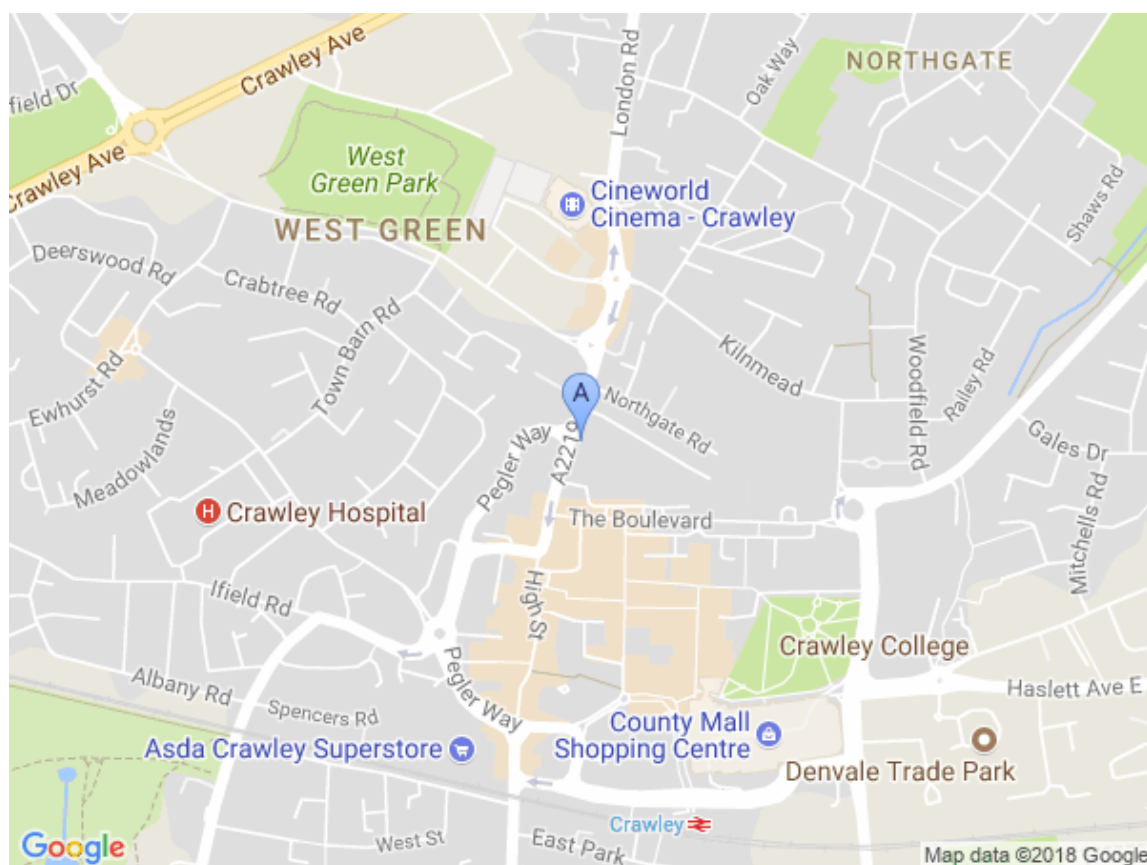 Crawley Ave
London Rd
Oak Way
NORTHGATE
field Dr
Crawley Ave
West
Green Park
Cineworld
Cinema - Crawley
Shaws Rd
WEST GREEN
Deerswood Rd
Crabtree Rd
Town Barn Rd
Kilnmead
Woodfield Rd
Railey Rd
Ewhurst Rd
A
Northgate Rd
Meadowlands
Pegler Way
A2219
Gales Dr
H
Crawley Hospital
The Boulevard
Mitchells Rd
Ifield Rd
High St
Crawley College
Albany Rd
Pegler Way
Haslett Ave E
Spencers Rd
Asda Crawley Superstore
County Mall
Shopping Centre
Denvale Trade Park
Crawley
West St
East Park
Google
Map data ©2018 Google